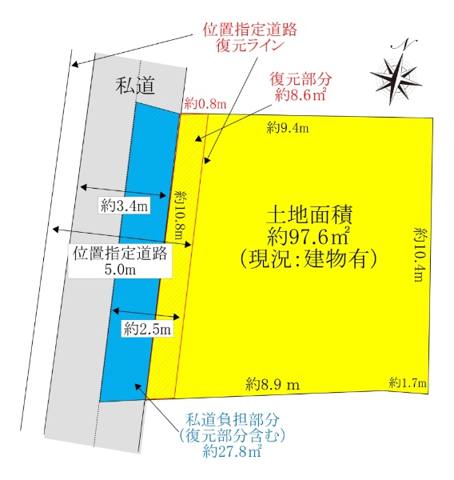 位置指定道路
復元ライン
N
私道
復元部分
約8.6㎡
約0.8m
約9.4m
約3.4m
約10.8m
土地面積
約97.6㎡
(現況:建物有)
約10.4m
位置指定道路
5.0m
約2.5m
約8.9 m
約1.7m
私道負担部分
(復元部分含む)
約27.8㎡